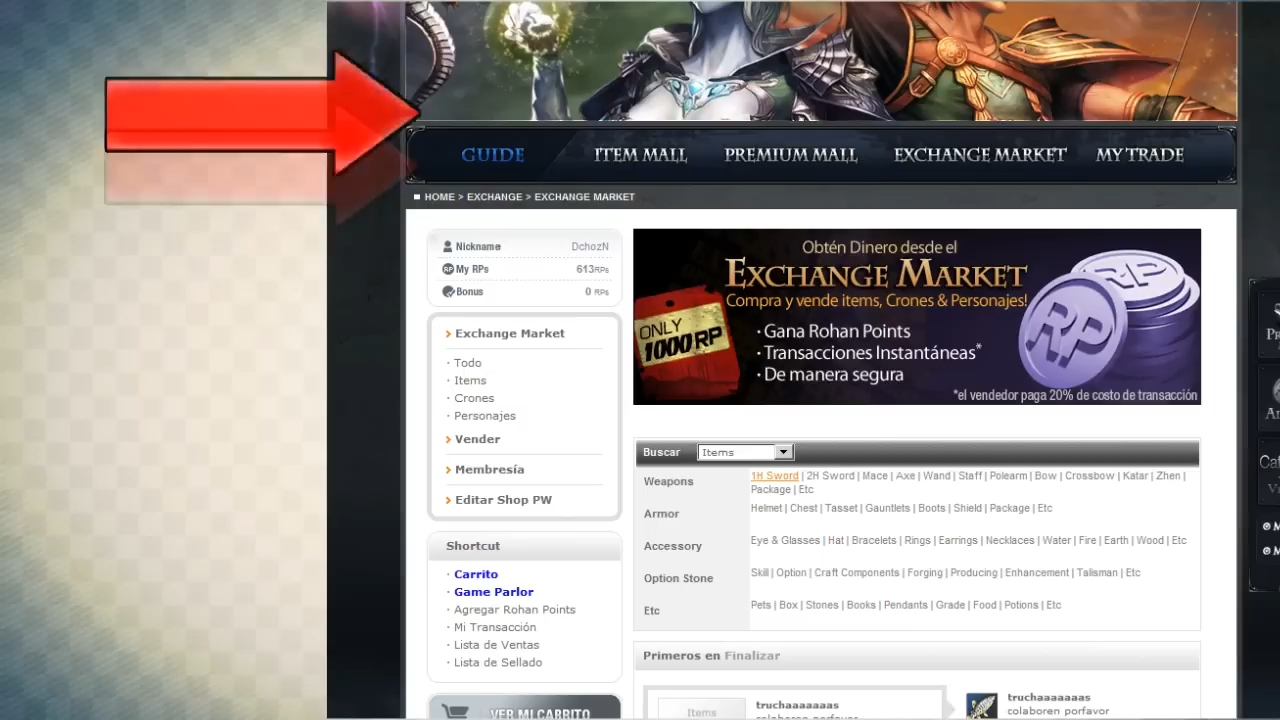 GUIDE ITEM MALL PREMIUM MALL EXCHANGE MARKET MY TRADE
HOME > EXCHANGE > EXCHANGE MARKET
Nickname DchozN
RP My RPs 613RPs
Bonus 0 RPs
Exchange Market
· Todo
· Items
· Crones
· Personajes
Vender
Membresía
Editar Shop PW
Shortcut
· Carrito
· Game Parlor
· Agregar Rohan Points
· Mi Transacción
· Lista de Ventas
· Lista de Sellado
VER MI CARRITO
Obtén Dinero desde el
EXCHANGE MARKET
Compra y vende items, Crones & Personajes!
ONLY
1000 RP
· Gana Rohan Points
· Transacciones Instantáneas*
· De manera segura
*el vendedor paga 20% de costo de transacción
RP
RP
Buscar Items
Weapons 1H Sword | 2H Sword | Mace | Axe | Wand | Staff | Polearm | Bow | Crossbow | Katar | Zhen |
Package | Etc
Armor Helmet | Chest | Tasset | Gauntlets | Boots | Shield | Package | Etc
Accessory Eye & Glasses | Hat | Bracelets | Rings | Earrings | Necklaces | Water | Fire | Earth | Wood | Etc
Option Stone Skill | Option | Craft Components | Forging | Producing | Enhancement | Talisman | Etc
Etc Pets | Box | Stones | Books | Pendants | Grade | Food | Potions | Etc
Primeros en Finalizar
Items
truchaaaaaaas
colaboren porfavor
truchaaaaaaas
colaboren porfavor